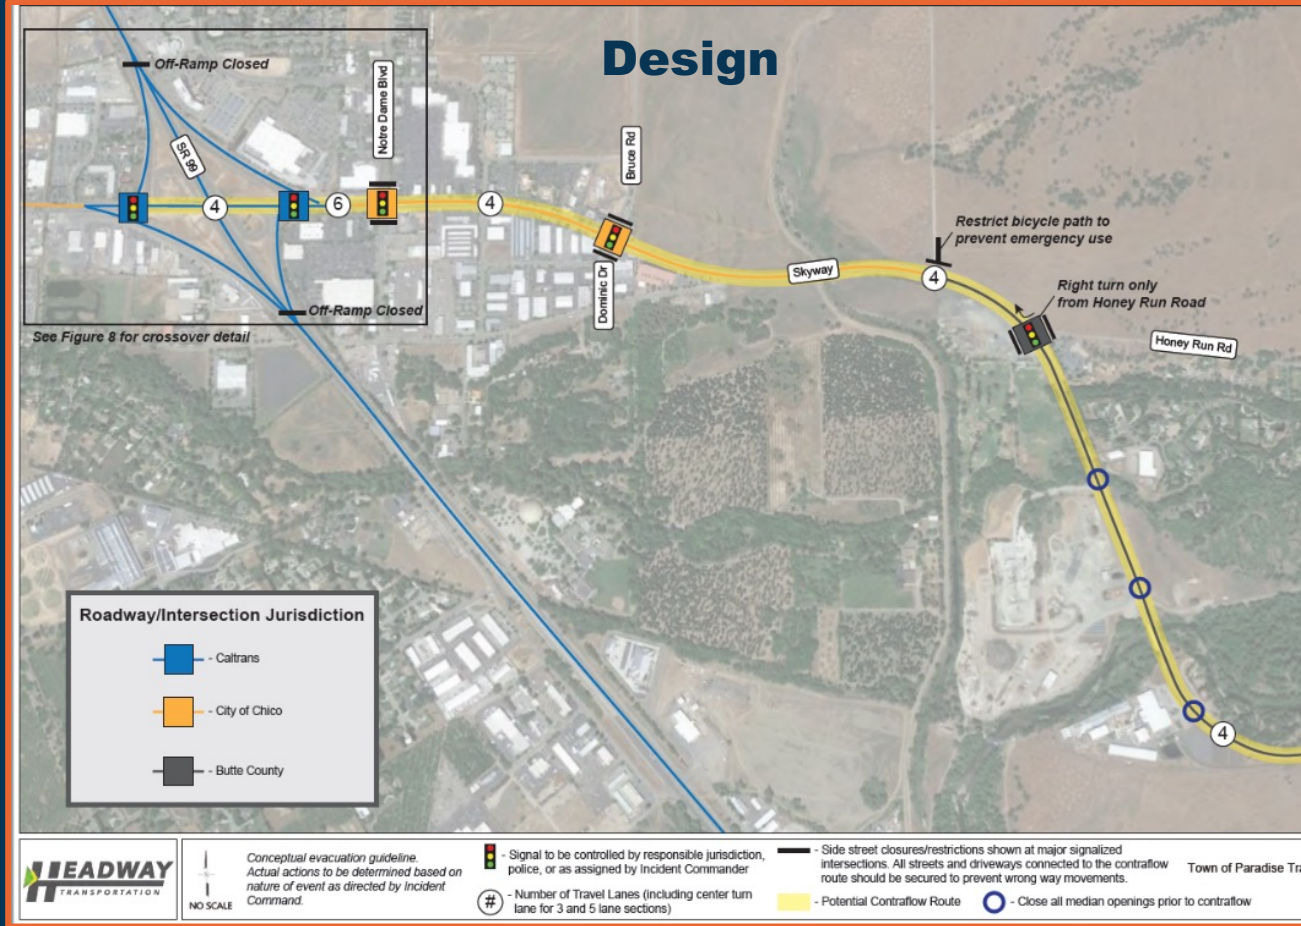 Design
Off-Ramp Closed
Notre Dame Blvd
SR 99
4
6
4
Bruce Rd
Dominic Dr
Skyway
Restrict bicycle path to
prevent emergency use
4
Right turn only
from Honey Run Road
Honey Run Rd
Off-Ramp Closed
See Figure 8 for crossover detail
4
Roadway/Intersection Jurisdiction
- Caltrans
- City of Chico
- Butte County
HEADWAY
TRANSPORTATION
NO SCALE
Conceptual evacuation guideline.
Actual actions to be determined based on
nature of event as directed by Incident
Command.
- Signal to be controlled by responsible jurisdiction,
police, or as assigned by Incident Commander
# - Number of Travel Lanes (including center turn
lane for 3 and 5 lane sections)
- Side street closures/restrictions shown at major signalized
intersections. All streets and driveways connected to the contraflow
route should be secured to prevent wrong way movements.
- Potential Contraflow Route
- Close all median openings prior to contraflow
Town of Paradise Tra